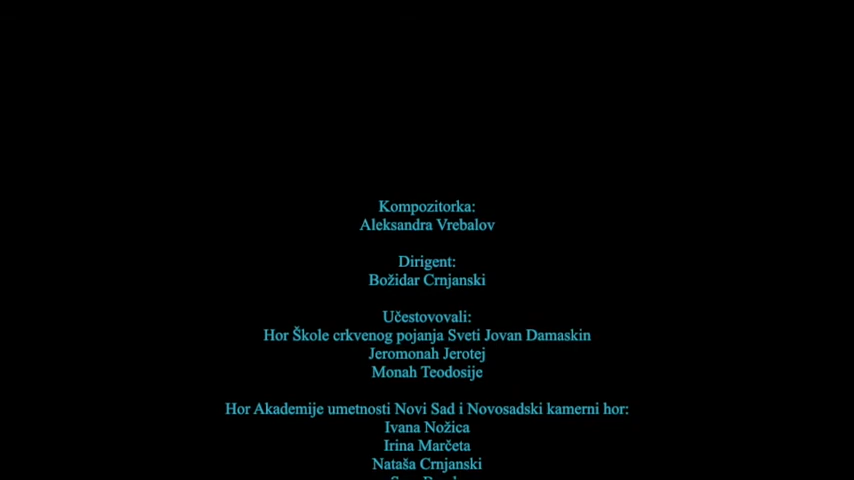 Kompozitorka:
Aleksandra Vrebalov
Dirigent:
Božidar Crnjanski
Učestovovali:
Hor Škole crkvenog pojanja Sveti Jovan Damaskin
Jeromonah Jerotej
Monah Teodosije
Hor Akademije umetnosti Novi Sad i Novosadski kamerni hor:
Ivana Nožica
Irina Marčeta
Nataša Crnjanski